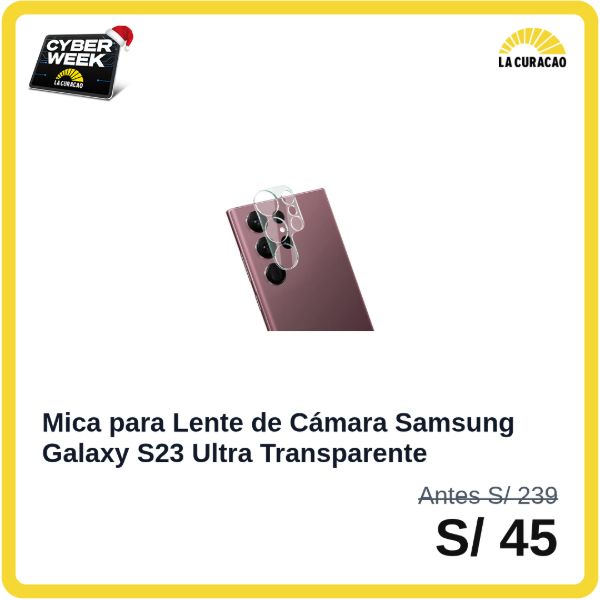 CYBER
WEEK
LA CURACAO
LA CURACAO
Mica para Lente de Cámara Samsung
Galaxy S23 Ultra Transparente
Antes S/ 239
S/ 45